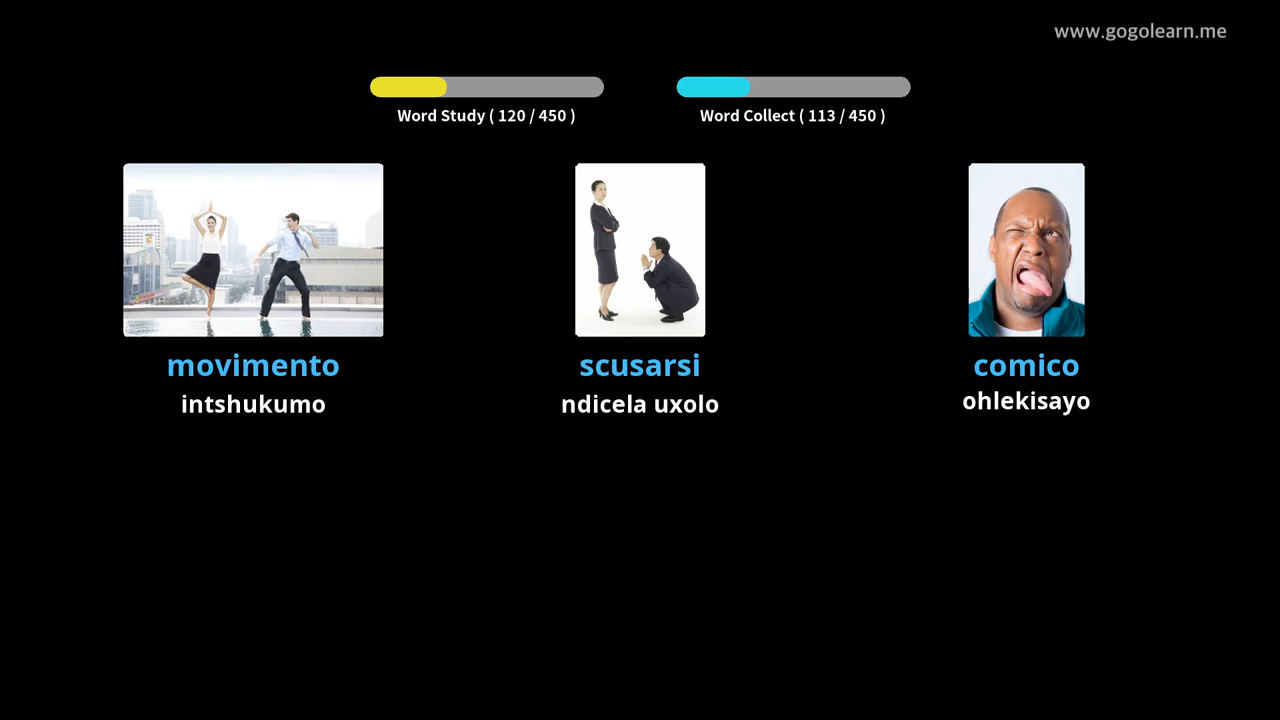 www.gogolearn.me
Word Study ( 120 / 450 )
Word Collect ( 113 / 450 )
movimento
intshukumo
scusarsi
ndicela uxolo
comico
ohlekisayo